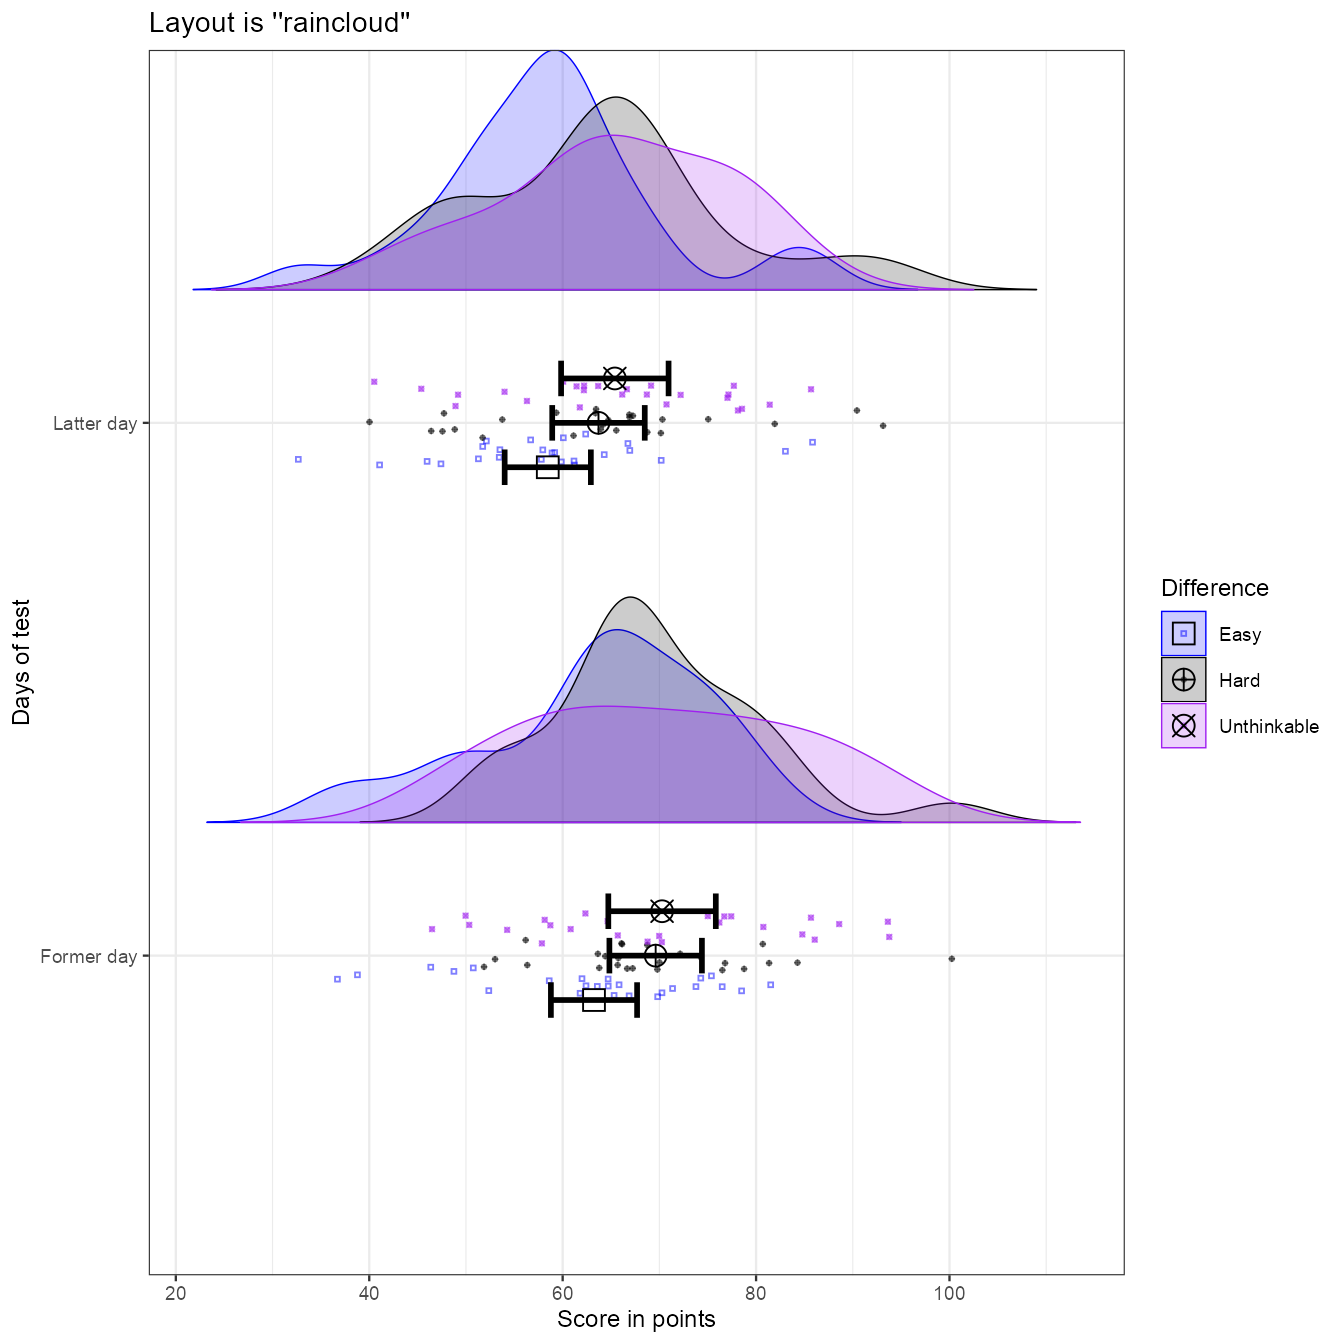 Layout is "raincloud"
Latter day
Former day
Days of test
20 40 60 80 100
Score in points
Difference
Easy
Hard
Unthinkable